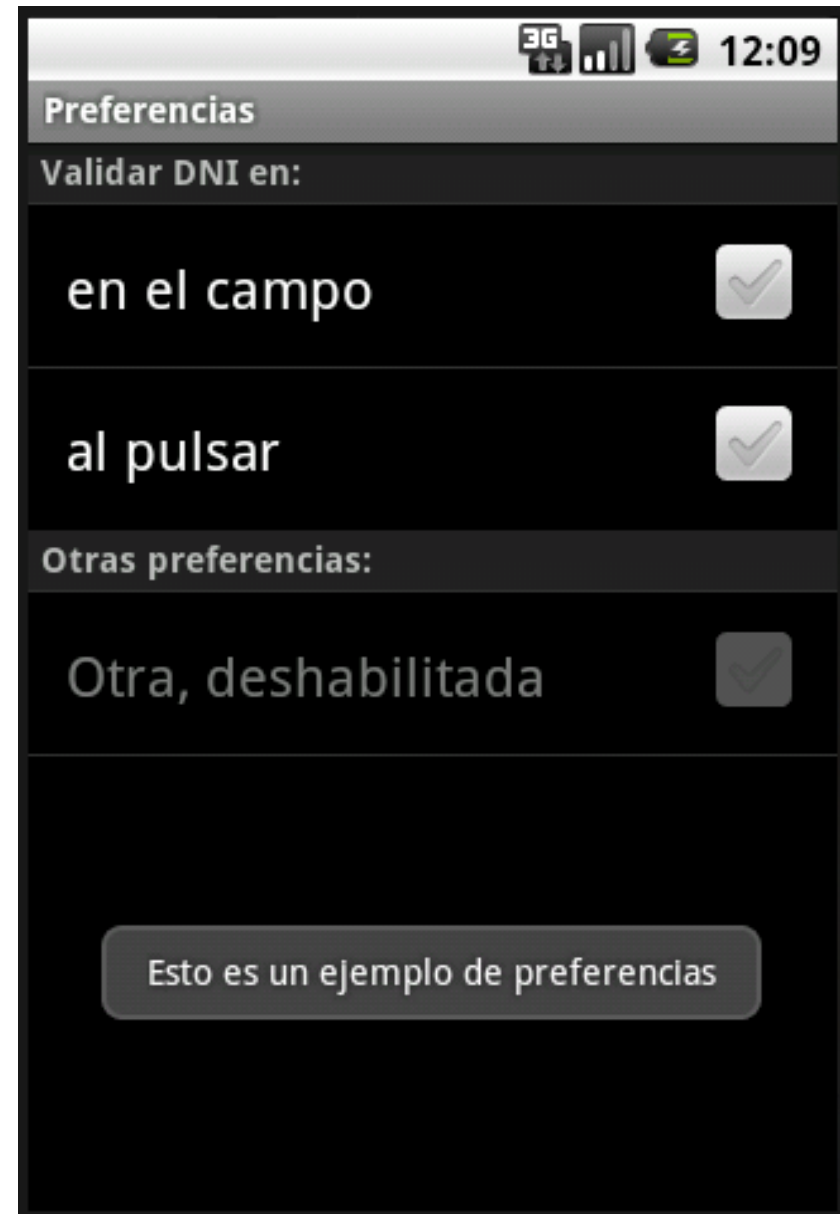 3G 12:09
Preferencias
Validar DNI en:
en el campo
al pulsar
Otras preferencias:
Otra, deshabilitada
Esto es un ejemplo de preferencias